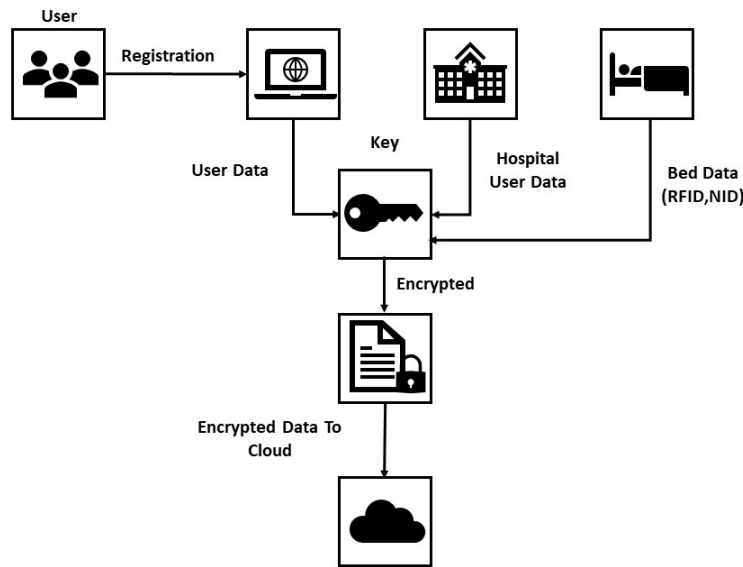 User
Registration
Key
User Data
Hospital
User Data
Bed Data
(RFID,NID)
Encrypted
Encrypted Data To
Cloud